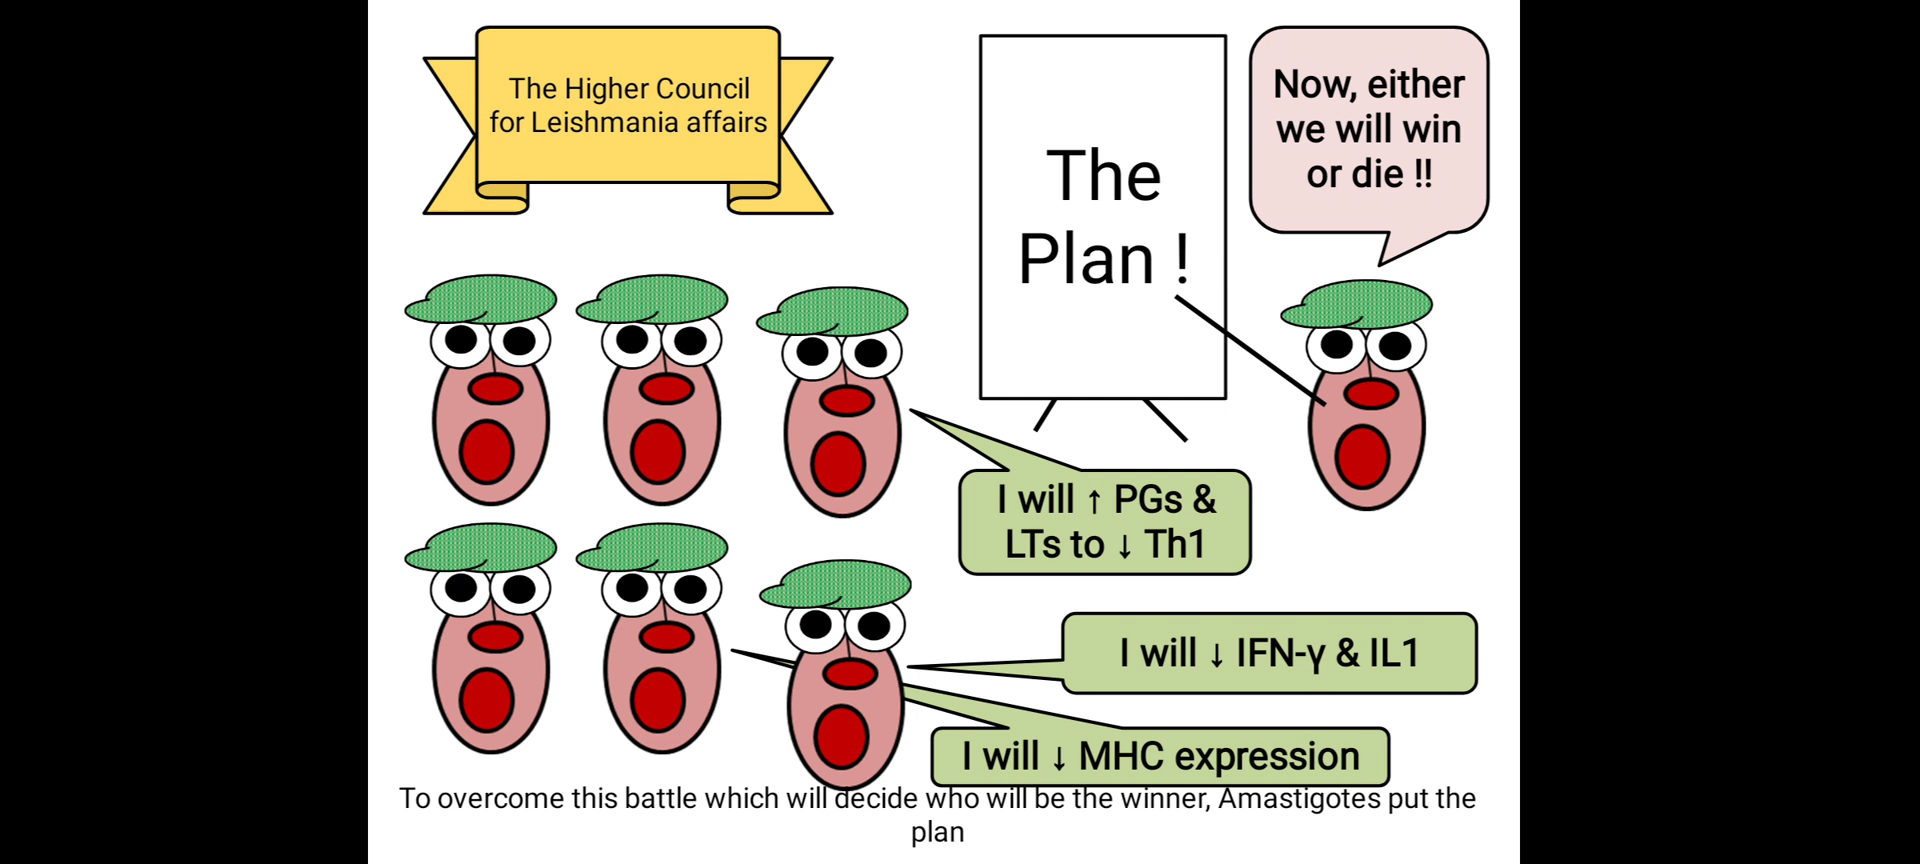 The Higher Council
for Leishmania affairs
The
Plan !
Now, either
we will win
or die !!
I will ↑ PGs &
LTs to ↓ Th1
I will ↓ IFN-γ & IL1
I will ↓ MHC expression
To overcome this battle which will decide who will be the winner, Amastigotes put the
plan